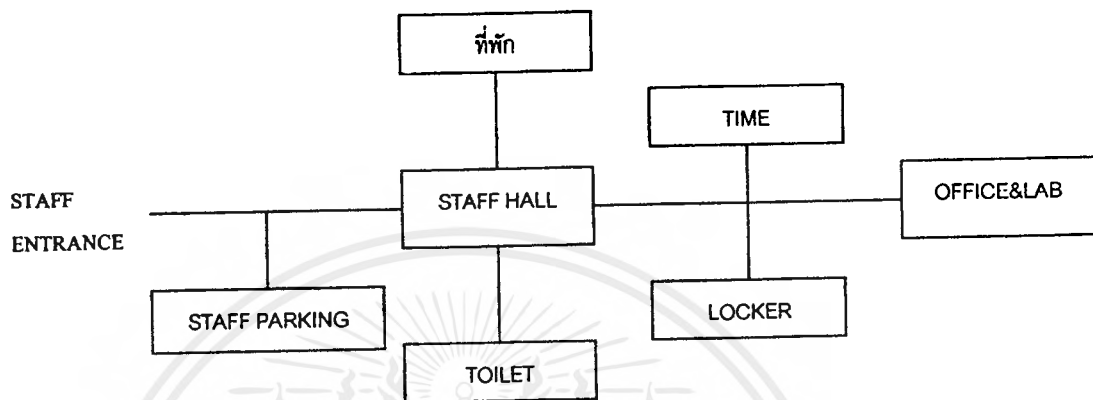 ที่พัก
TIME
STAFF HALL
OFFICE&LAB
STAFF
ENTRANCE
STAFF PARKING
LOCKER
TOILET